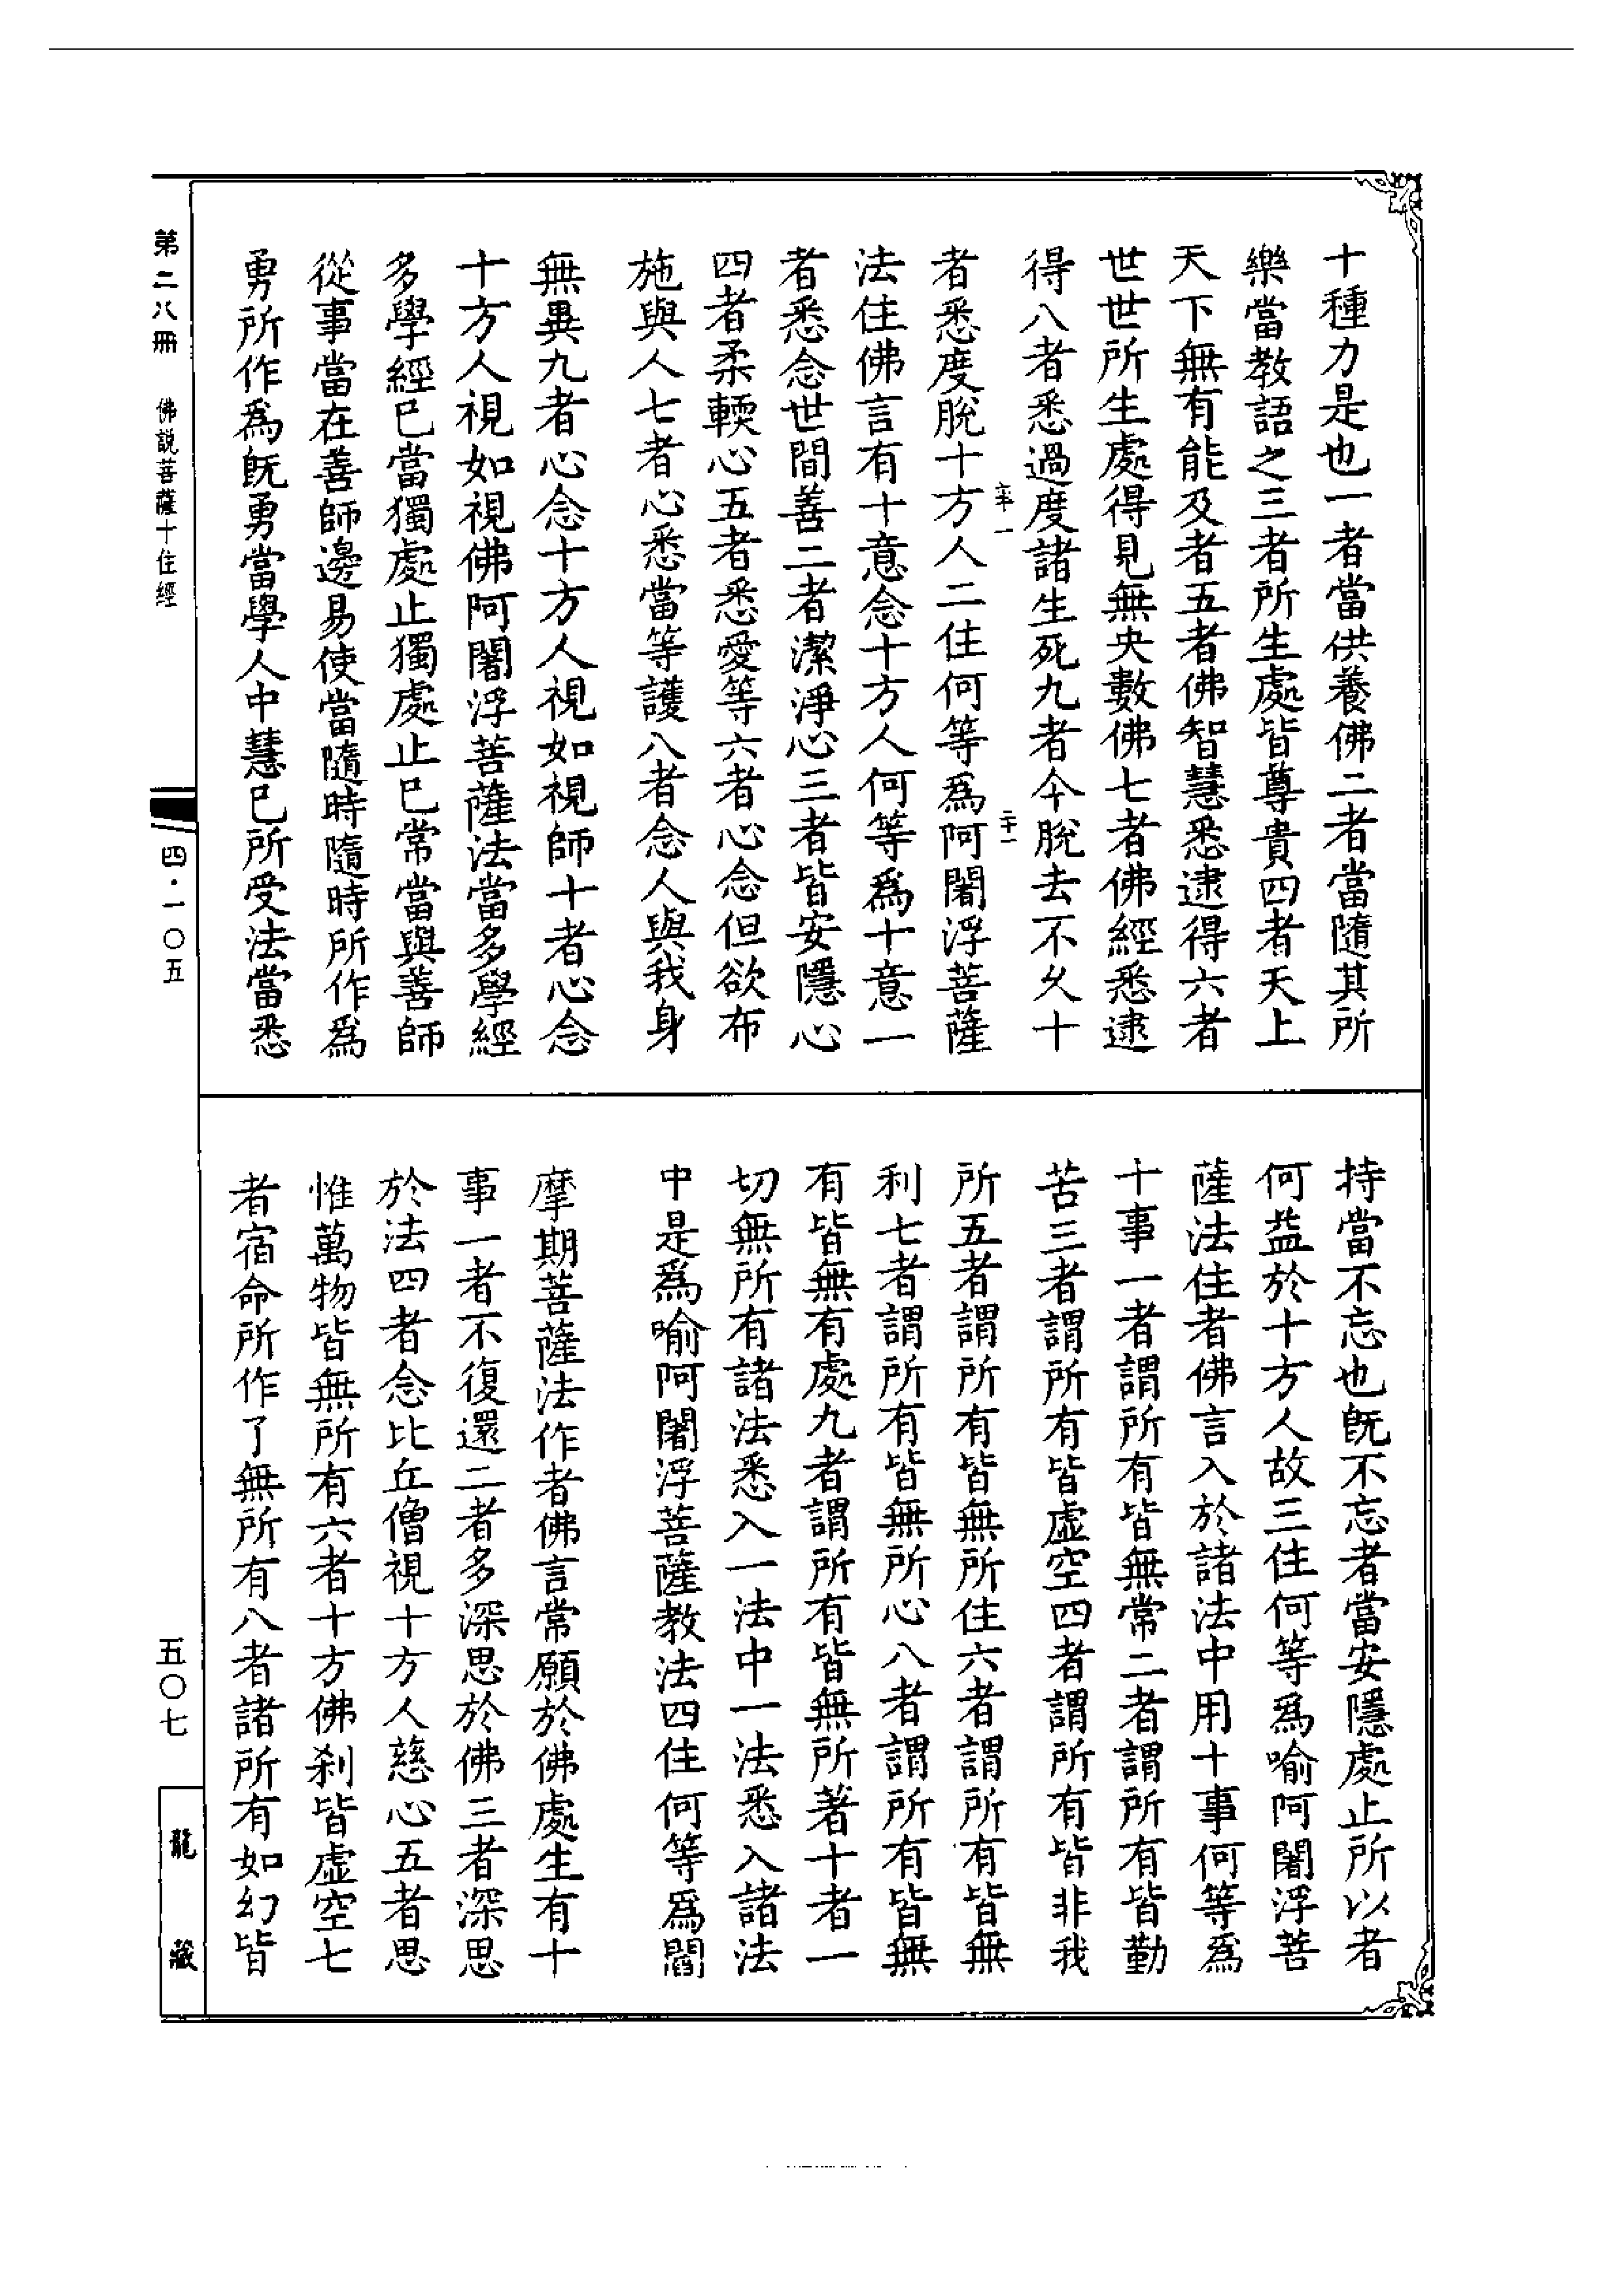 十種力是也一者當供養佛二者當隨其所
樂當教語之三者所生處皆尊貴四者天上
天下無有能及者五者佛智慧悉逮得六者
世世所生處得見無央數佛七者佛經悉逮
得八者悉過度諸生死九者今脫去不久十
者悉度脫十方人二住何等爲阿闍浮菩薩
法住佛言有十意念十方人何等爲十意一
者悉念世間善二者潔淨心三者皆安隱心
四者柔輭心五者悉愛等六者心念但欲布
施與人七者心悉當等護八者念人與我身
無異九者心念十方人視如視師十者心念
十方人視如視佛阿闍浮菩薩法當多學經
多學經已當獨處止獨處止已常當與善師
從事當在善師邊易使當隨時隨時所作爲
勇所作爲旣勇當學人中慧已所受法當悉
持當不忘也旣不忘者當安隱處止所以者
何益於十方人故三住何等爲喻阿闍浮菩
薩法住者佛言入於諸法中用十事何等爲
十事一者謂所有皆無常二者謂所有皆勤
苦三者謂所有皆虛空四者謂所有皆非我
所五者謂所有皆無所住六者謂所有皆無
利七者謂所有皆無所心八者謂所有皆無
有皆無有處九者謂所有皆無所著十者一
切無所有諸法悉入一法中一法悉入諸法
中是爲喻阿闍浮菩薩教法四住何等爲閻
摩期菩薩法作者佛言常願於佛處生有十
事一者不復還二者多深思於佛三者深思
於法四者念比丘僧視十方人慈心五者思
惟萬物皆無所有六者十方佛刹皆虛空七
者宿命所作了無所有八者諸所有如幻皆
第二八冊
佛說菩薩十住經
四·一〇五
五〇七
龍藏